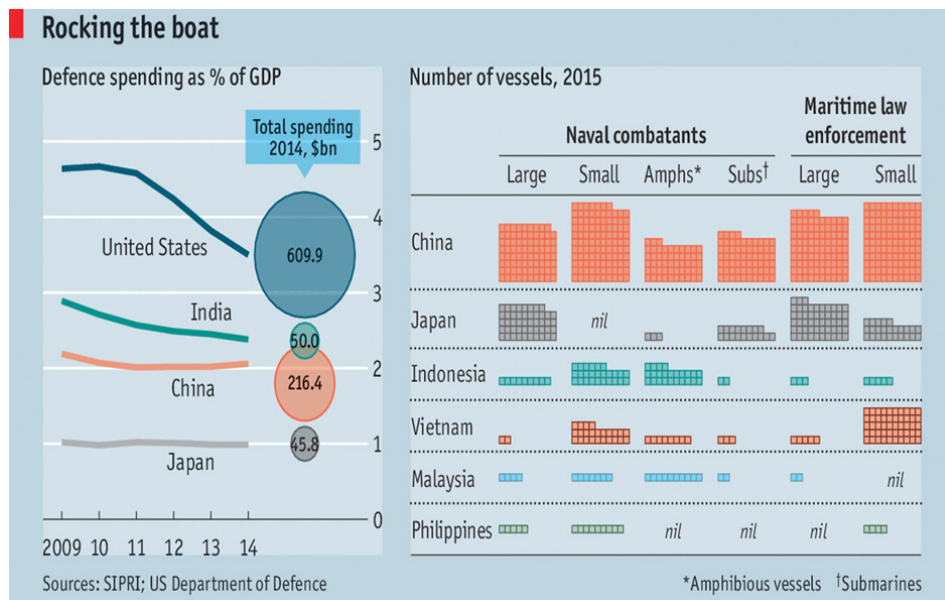 Rocking the boat
Defence spending as % of GDP
Total spending
2014, $bn
5
4
3
2
1
0
United States
609.9
India
50.0
China
216.4
Japan
45.8
2009 10 11 12 13 14
Sources: SIPRI; US Department of Defence
Number of vessels, 2015
Naval combatants
Maritime law
enforcement
Large Small Amphs* Subs† Large Small
China
Japan nil
Indonesia
Vietnam
Malaysia nil
Philippines nil nil nil
*Amphibious vessels †Submarines